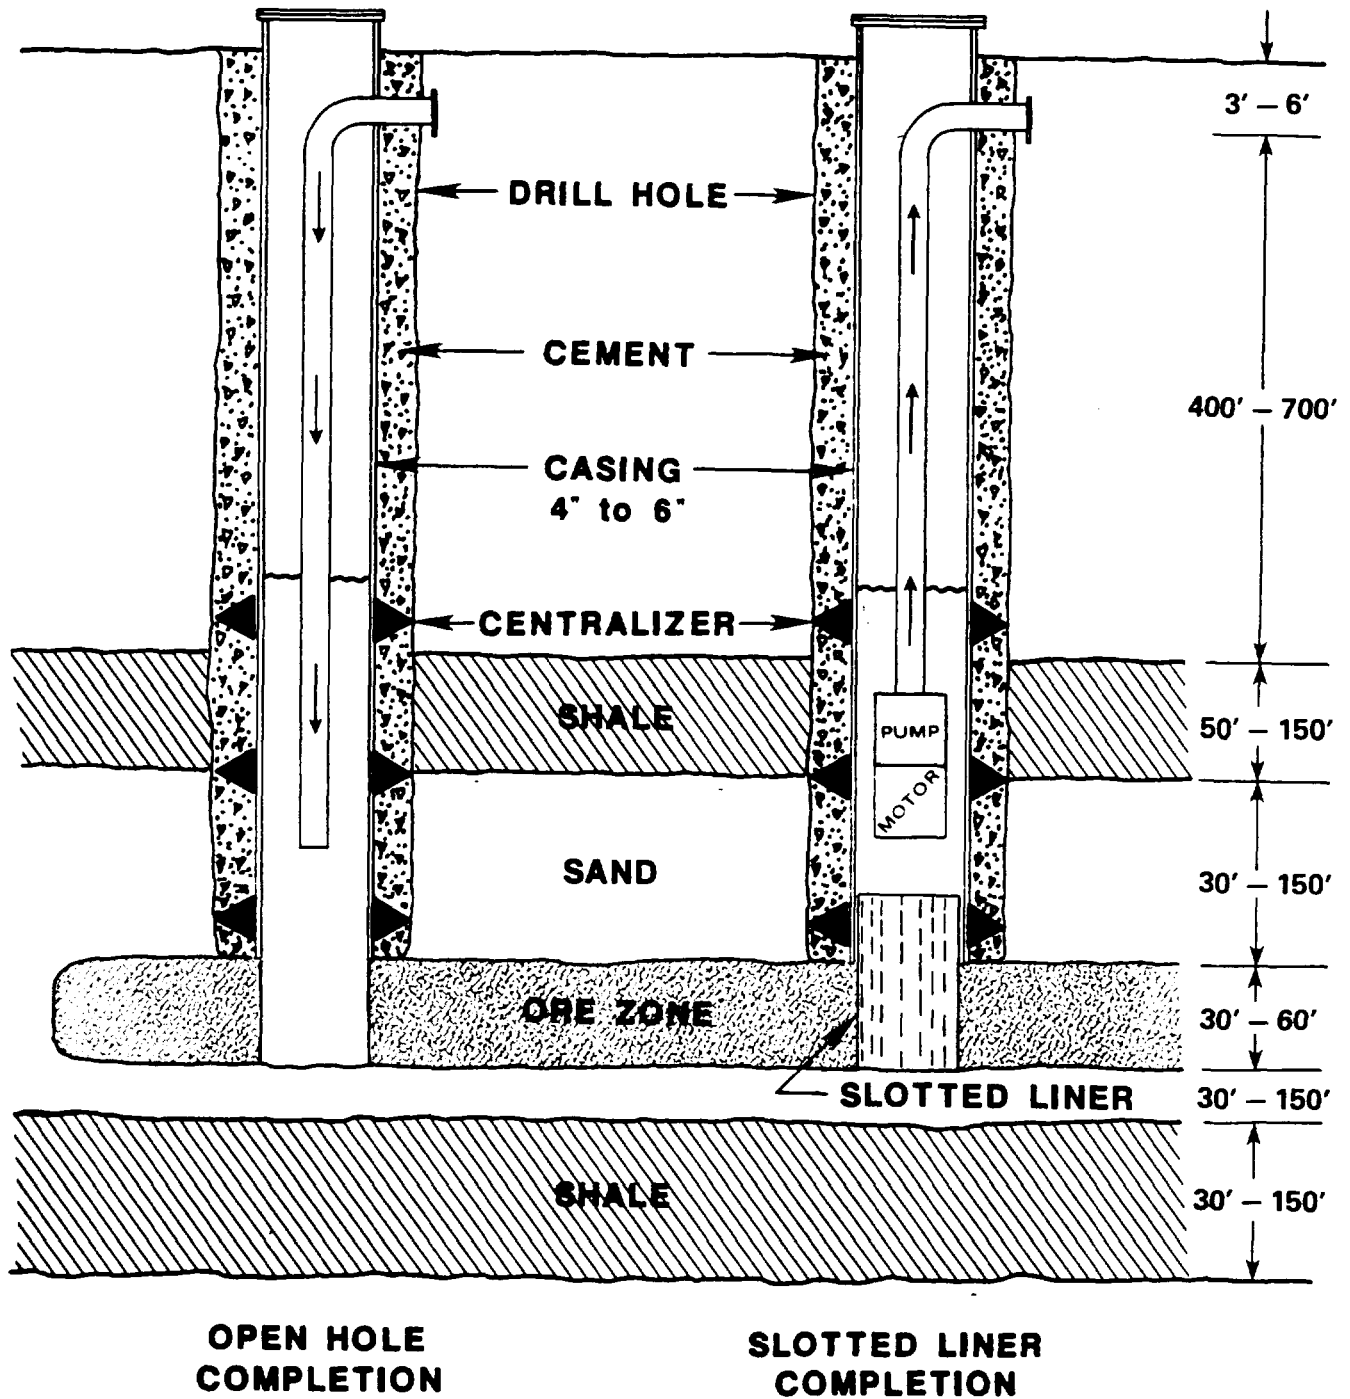 3' – 6'
DRILL HOLE
CEMENT
400' – 700'
CASING
4" to 6"
CENTRALIZER
SHALE
PUMP
50' – 150'
MOTOR
SAND
30' – 150'
ORE ZONE
30' – 60'
SLOTTED LINER
30' – 150'
SHALE
30' – 150'
OPEN HOLE
COMPLETION
SLOTTED LINER
COMPLETION